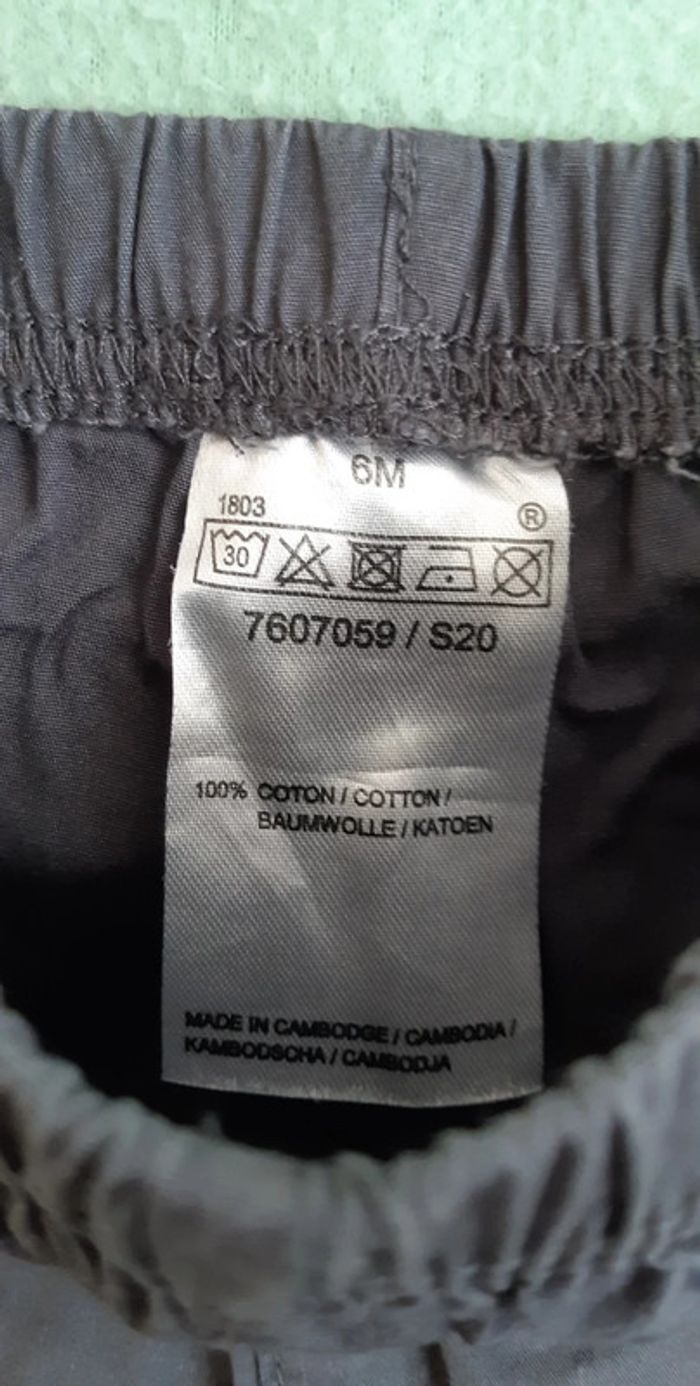 6M
1803 ®
30
7607059 / S20
100% COTON / COTTON /
BAUMWOLLE / KATOEN
MADE IN CAMBODGE / CAMBODIA /
KAMBODSCHA / CAMBODJA